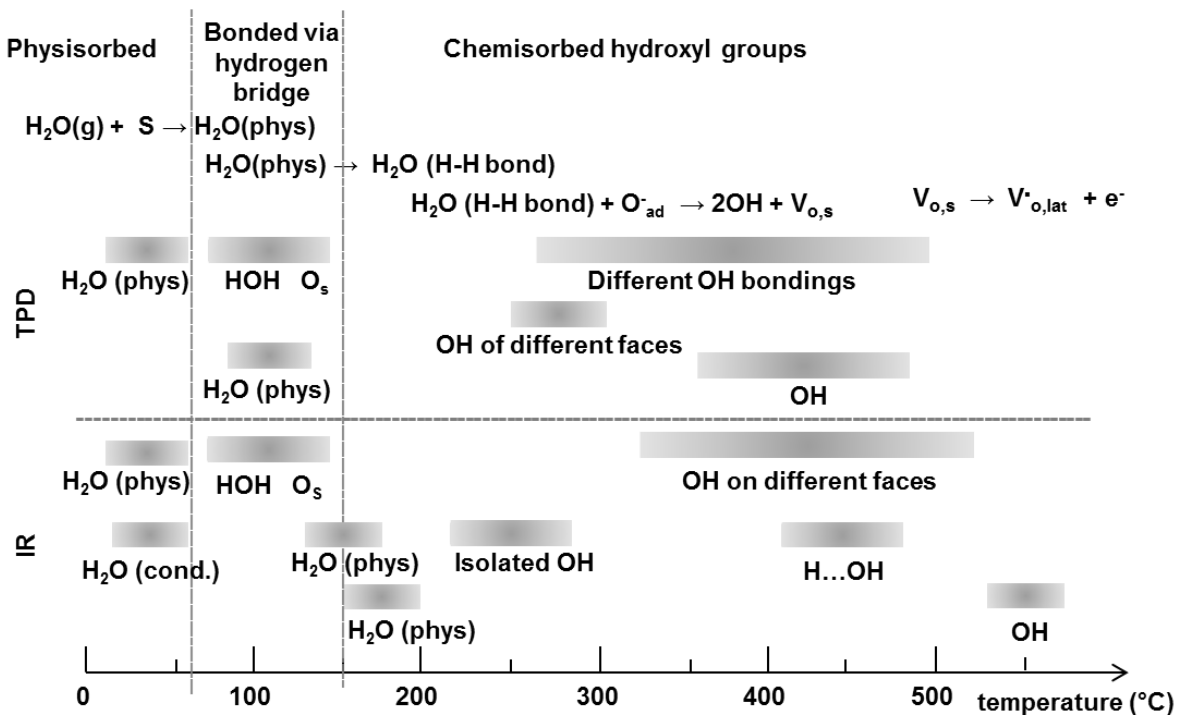 Physisorbed
Bonded via
hydrogen
bridge
Chemisorbed hydroxyl groups
H₂O(g) + S → H₂O(phys)
H₂O(phys) → H₂O (H-H bond)
H₂O (H-H bond) + O⁻ad → 2OH + Vo,s
Vo,s → V•o,lat + e⁻
TPD
H₂O (phys)
HOH Os
Different OH bondings
OH of different faces
H₂O (phys)
OH
IR
H₂O (phys)
HOH OS
OH on different faces
H₂O (cond.)
H₂O (phys)
Isolated OH
H...OH
H₂O (phys)
OH
0 100 200 300 400 500 temperature (°C)